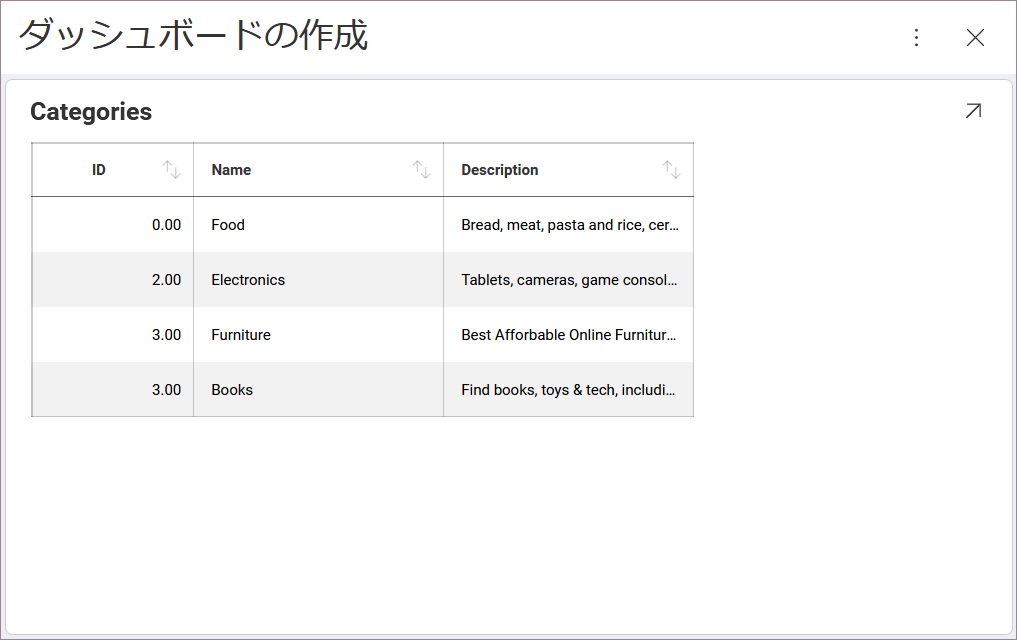 ダッシュボードの作成
Categories
ID Name Description
0.00 Food Bread, meat, pasta and rice, cer...
2.00 Electronics Tablets, cameras, game consol...
3.00 Furniture Best Afforbable Online Furnitur...
3.00 Books Find books, toys & tech, includi...